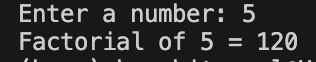 Enter a number: 5
Factorial of 5 = 120